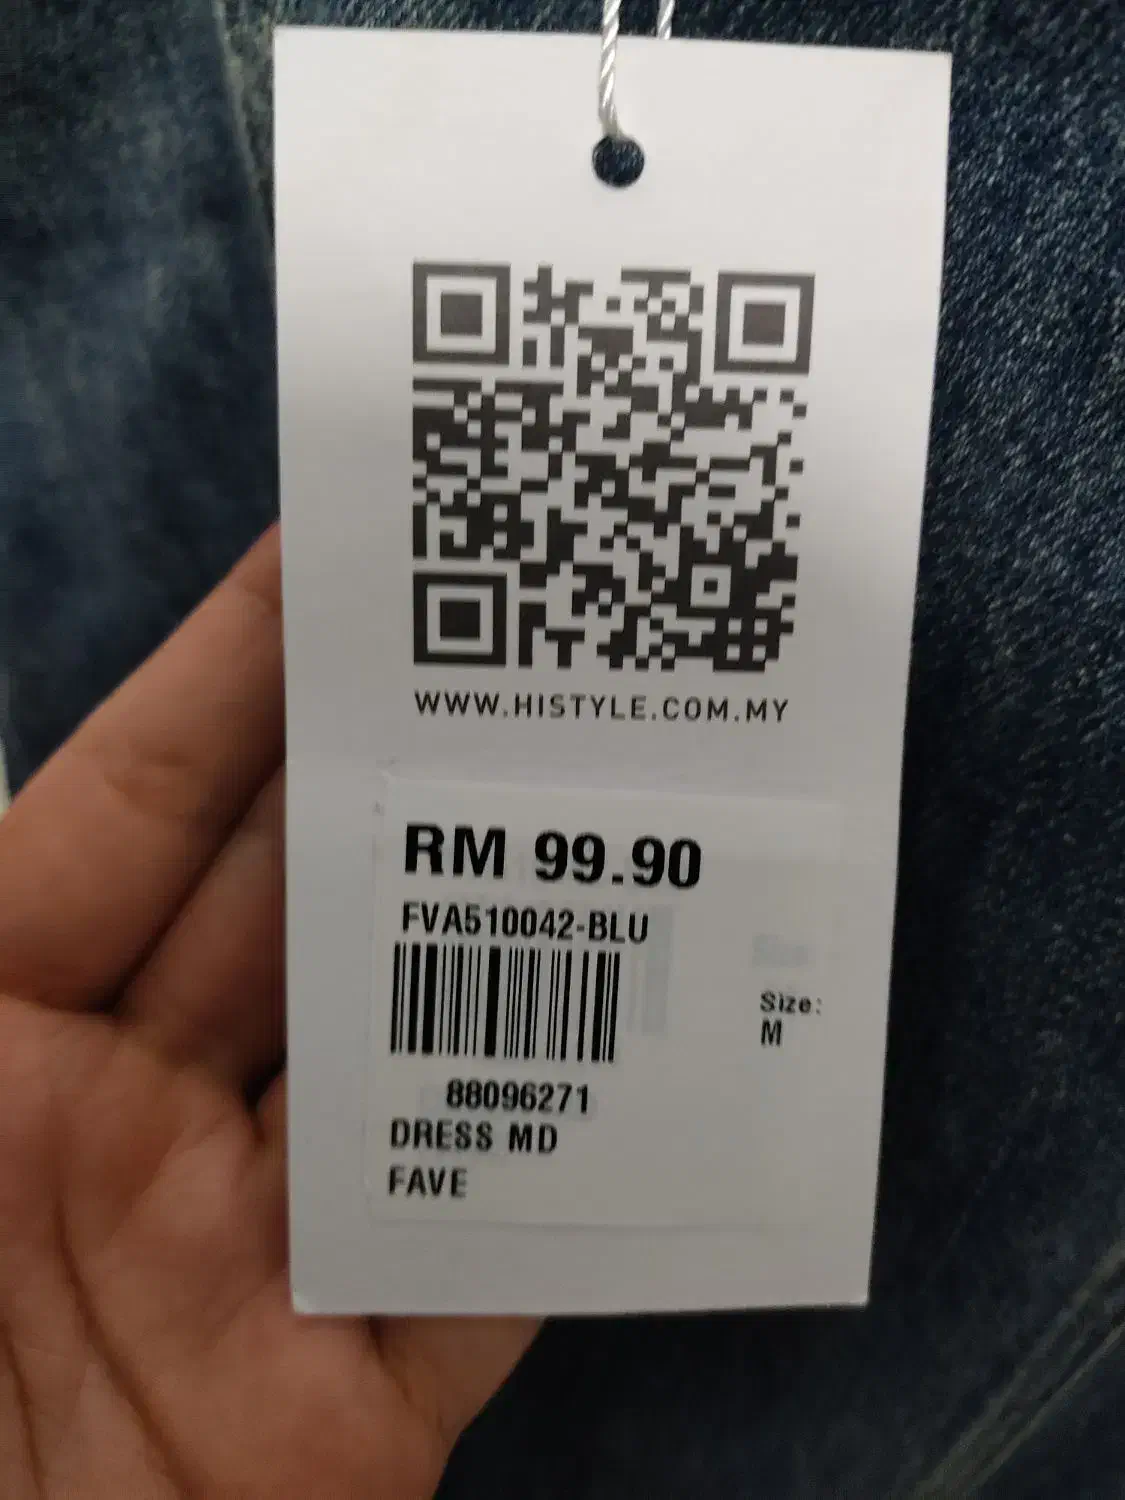 WWW.HISTYLE.COM.MY
RM 99.90
FVA510042-BLU
Size:
M
88096271
DRESS MD
FAVE